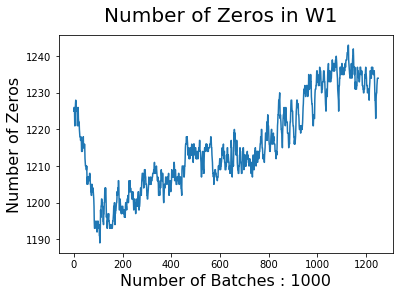 Number of Zeros in W1
Number of Zeros
1240
1230
1220
1210
1200
1190
0 200 400 600 800 1000 1200
Number of Batches : 1000